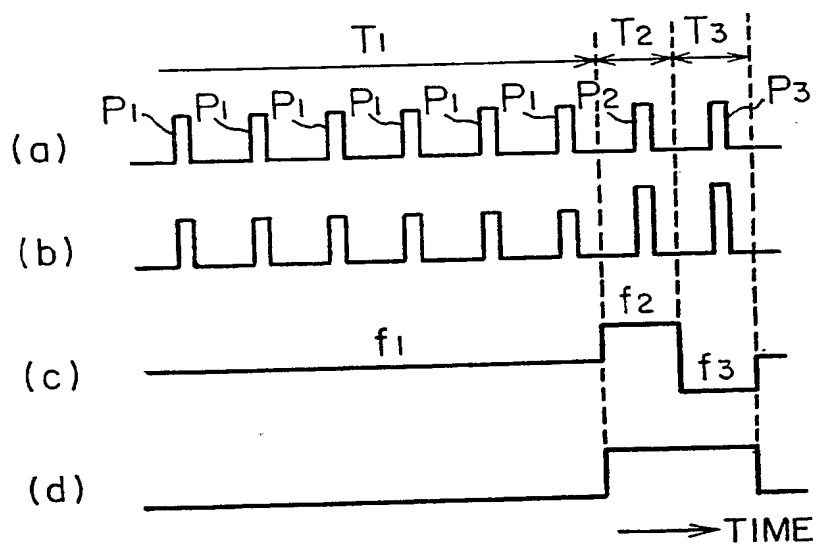 T1 T2 T3
P1 P1 P1 P1 P1 P1 P2 P3
(a)
(b)
f2
f1
(c) f3
(d)
TIME